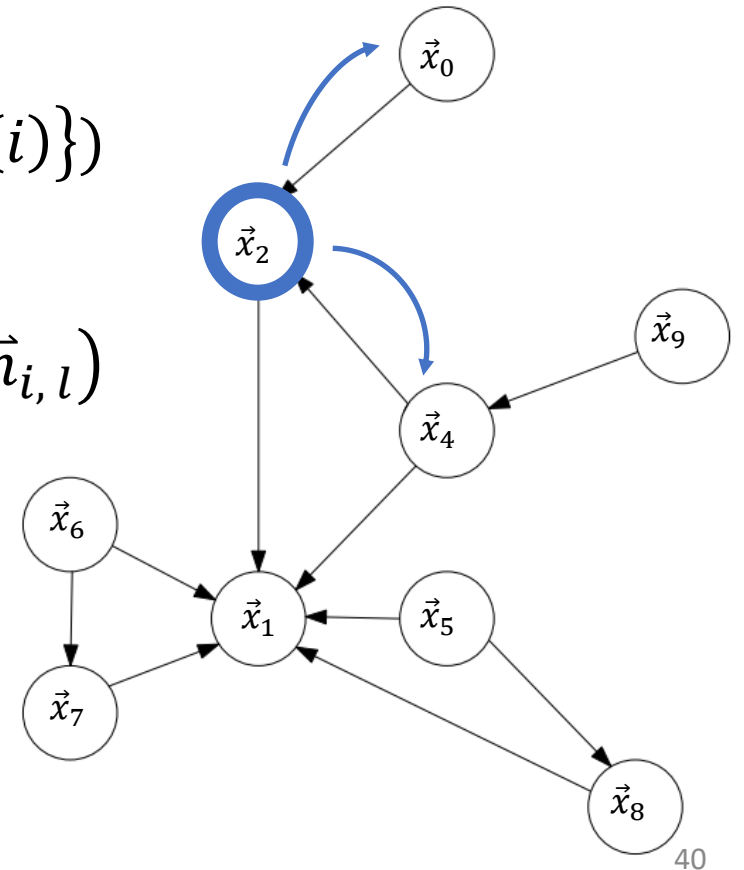 x⃗₀
i)})
x⃗₂
x⃗₉
n⃗ᵢ, ₗ)
x⃗₄
x⃗₆
x⃗₁
x⃗₅
x⃗₇
x⃗₈
40